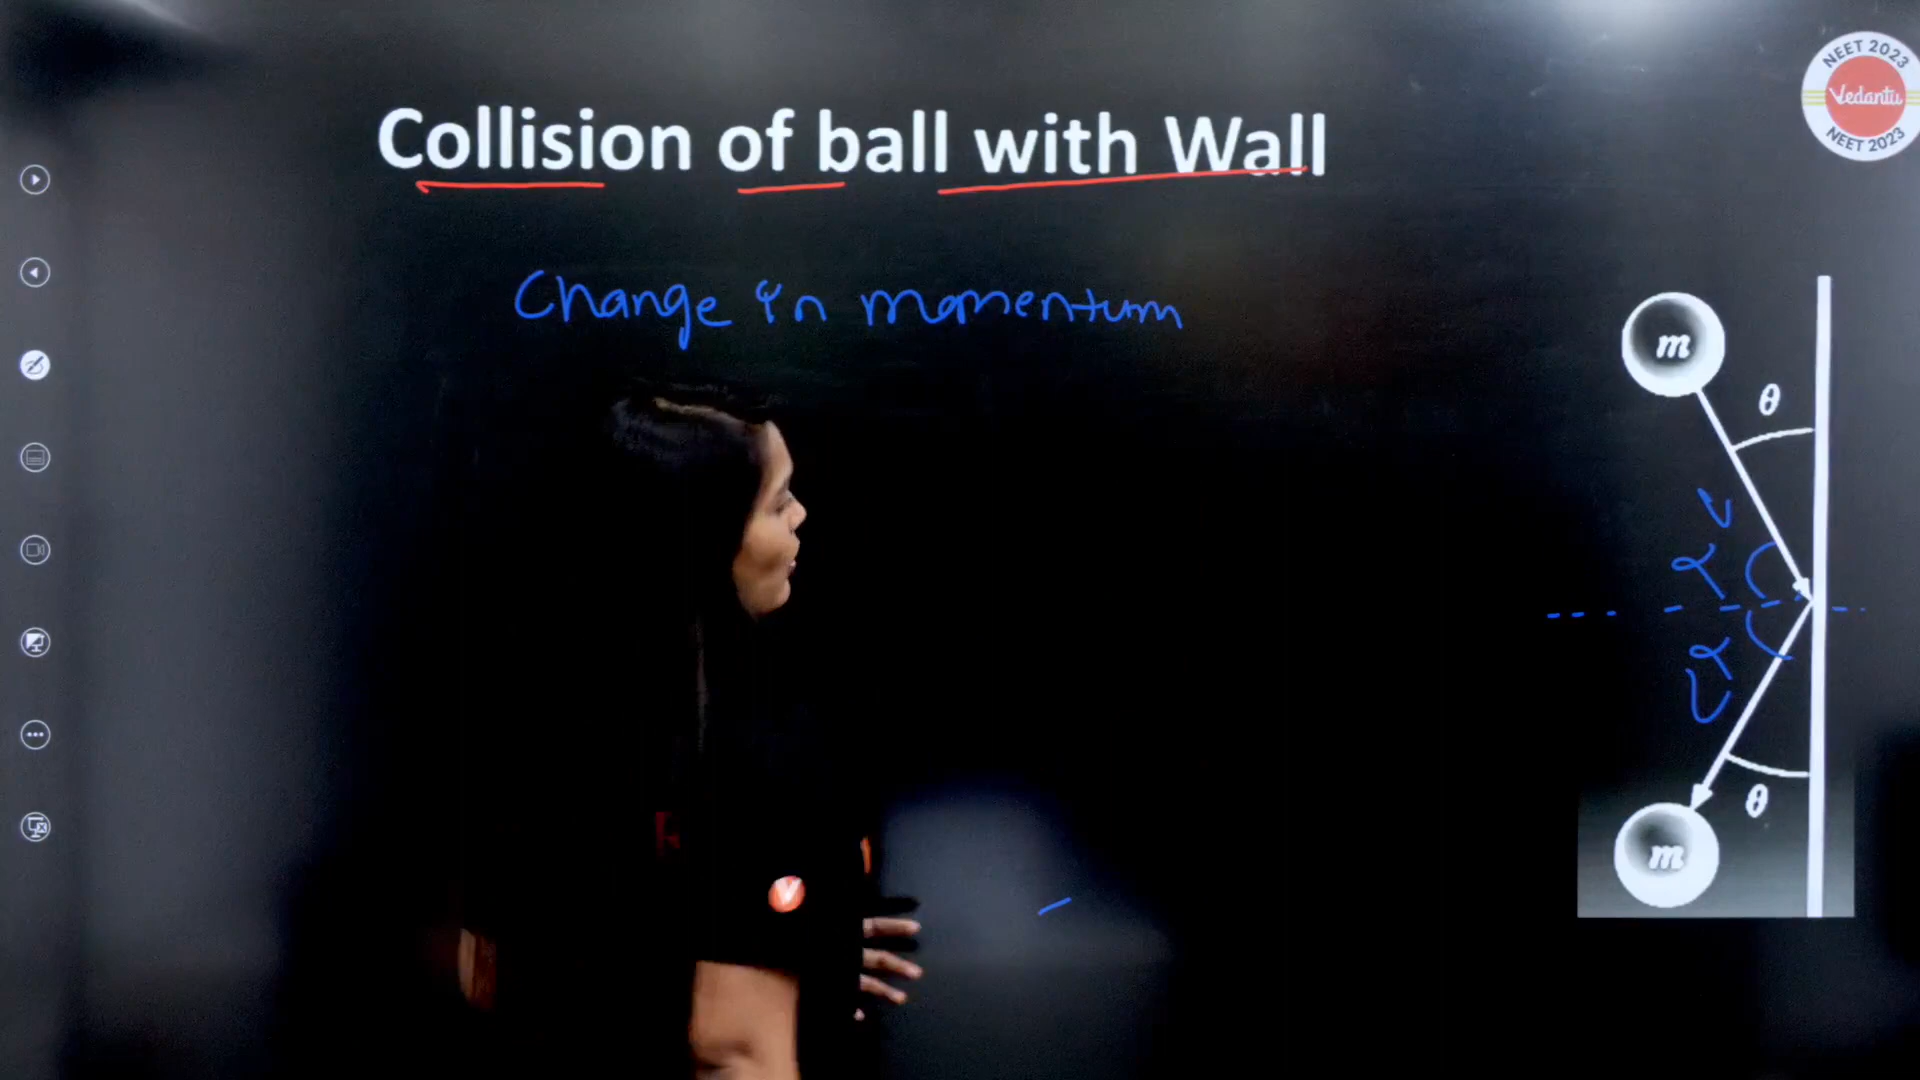 NEET 2023
Vedantu
NEET 2023
Collision of ball with Wall
Change in momentum
m
θ
v
α
α
v
θ
m